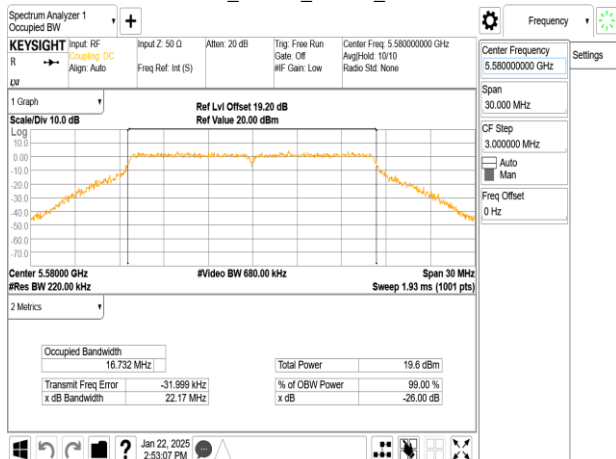 Spectrum Analyzer 1
Occupied BW
Frequency
KEYSIGHT
R
Input: RF
Coupling: DC
Align: Auto
Input Z: 50 Ω
Freq Ref: Int (S)
Atten: 20 dB
Trig: Free Run
Gate: Off
#IF Gain: Low
Center Freq: 5.580000000 GHz
Avg|Hold: 10/10
Radio Std: None
Center Frequency
5.580000000 GHz
Settings
Span
30.000 MHz
CF Step
3.000000 MHz
Auto
Man
Freq Offset
0 Hz
1 Graph
Scale/Div 10.0 dB
Ref Lvl Offset 19.20 dB
Ref Value 20.00 dBm
Log
10.0
0.00
-10.0
-20.0
-30.0
-40.0
-50.0
-60.0
-70.0
Center 5.58000 GHz
#Video BW 680.00 kHz
Span 30 MHz
#Res BW 220.00 kHz
Sweep 1.93 ms (1001 pts)
2 Metrics
Occupied Bandwidth
16.732 MHz
Total Power 19.6 dBm
Transmit Freq Error -31.999 kHz
% of OBW Power 99.00 %
x dB Bandwidth 22.17 MHz
x dB -26.00 dB
?
Jan 22, 2025
2:53:07 PM